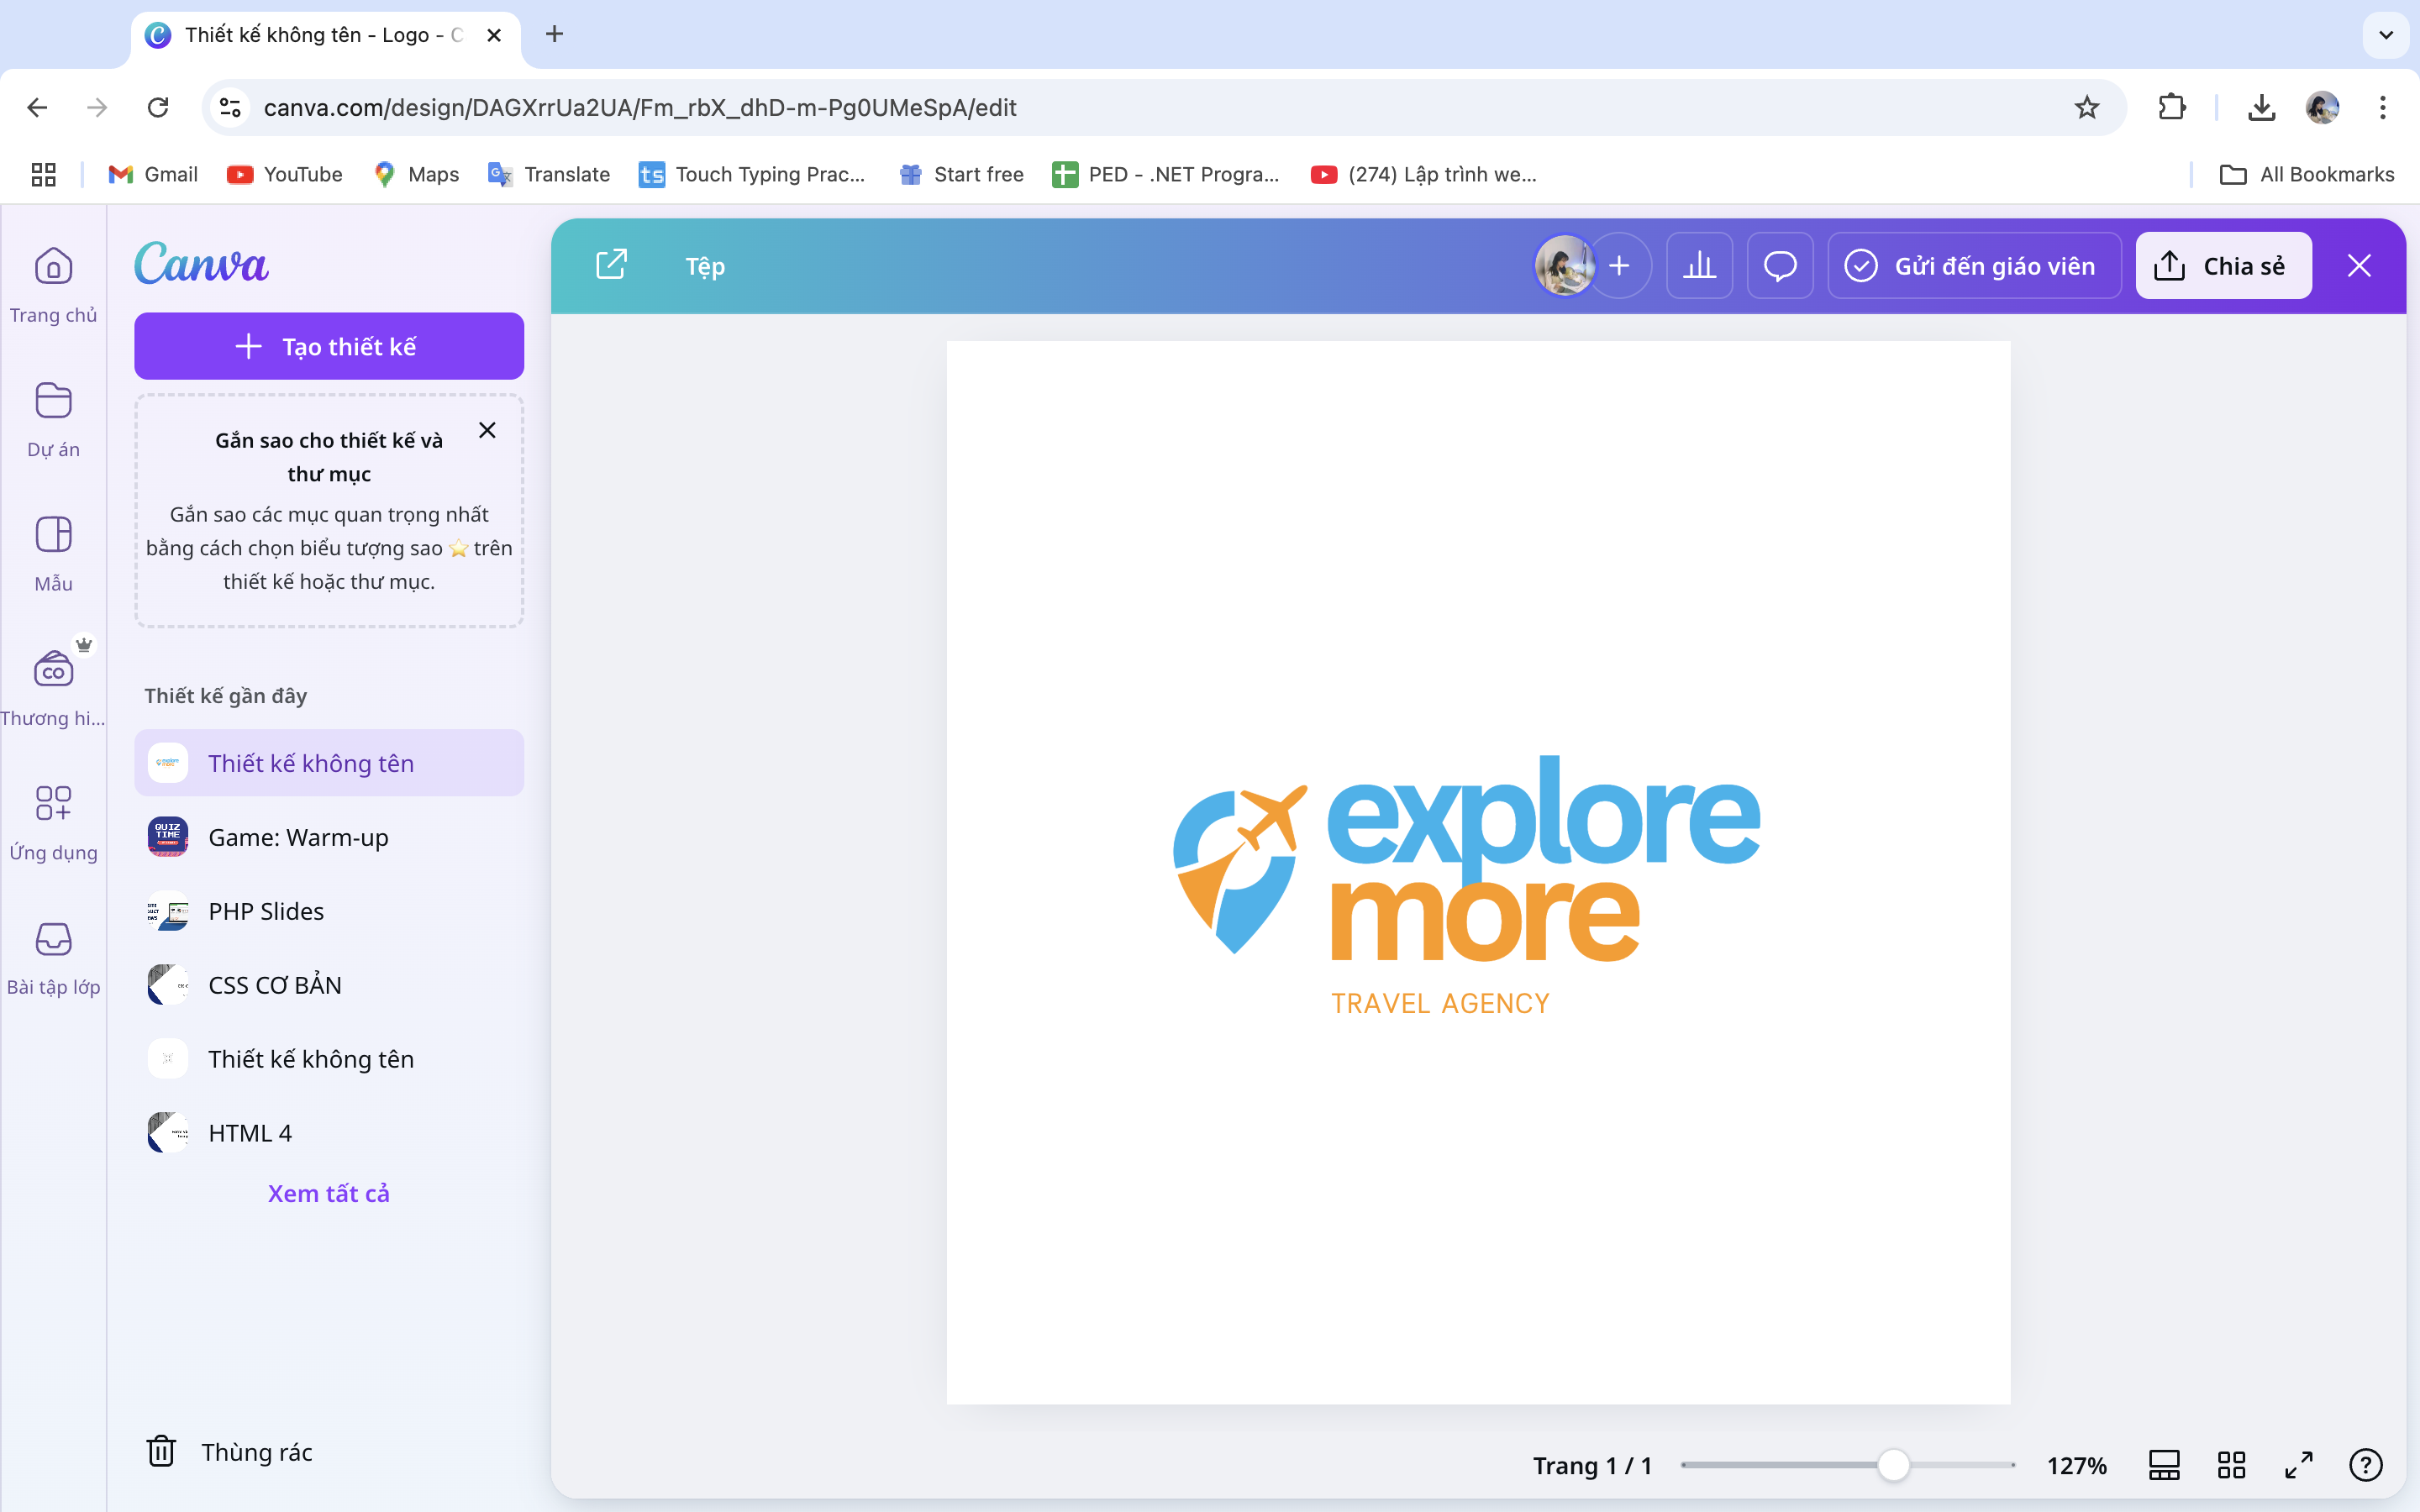 Thiết kế không tên - Logo - C
canva.com/design/DAGXrrUa2UA/Fm_rbX_dhD-m-Pg0UMeSpA/edit
Gmail
YouTube
Maps
Translate
Touch Typing Prac...
Start free
PED - .NET Progra...
(274) Lập trình we...
All Bookmarks
Trang chủ
Dự án
Mẫu
Thương hi...
Ứng dụng
Bài tập lớp
Canva
Tạo thiết kế
Gắn sao cho thiết kế và
thư mục
Gắn sao các mục quan trọng nhất
bằng cách chọn biểu tượng sao ⭐ trên
thiết kế hoặc thư mục.
Thiết kế gần đây
Thiết kế không tên
Game: Warm-up
PHP Slides
CSS CƠ BẢN
Thiết kế không tên
HTML 4
Xem tất cả
Thùng rác
Tệp
Gửi đến giáo viên
Chia sẻ
explore
more
TRAVEL AGENCY
Trang 1 / 1
127%
QUIZ
TIME